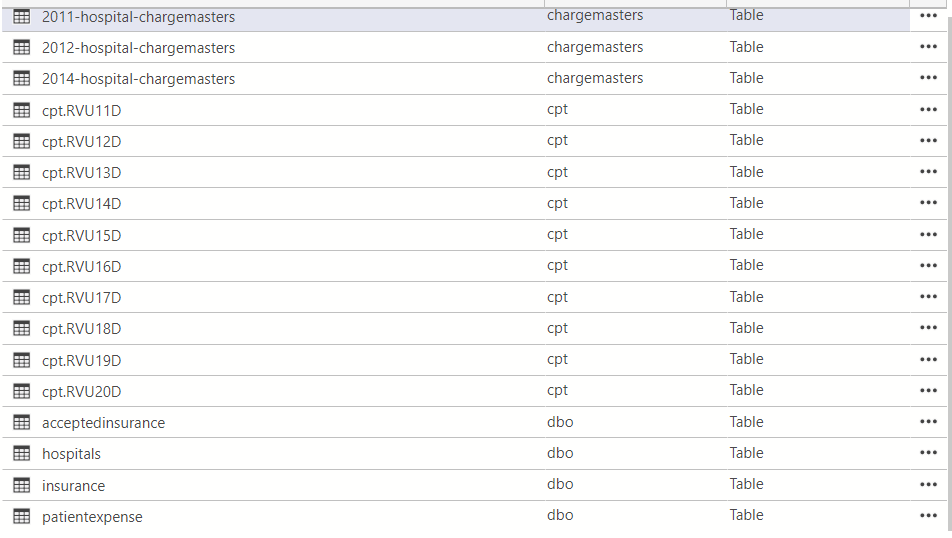 2011-hospital-chargemasters chargemasters Table •••
2012-hospital-chargemasters chargemasters Table •••
2014-hospital-chargemasters chargemasters Table •••
cpt.RVU11D cpt Table •••
cpt.RVU12D cpt Table •••
cpt.RVU13D cpt Table •••
cpt.RVU14D cpt Table •••
cpt.RVU15D cpt Table •••
cpt.RVU16D cpt Table •••
cpt.RVU17D cpt Table •••
cpt.RVU18D cpt Table •••
cpt.RVU19D cpt Table •••
cpt.RVU20D cpt Table •••
acceptedinsurance dbo Table •••
hospitals dbo Table •••
insurance dbo Table •••
patientexpense dbo Table •••